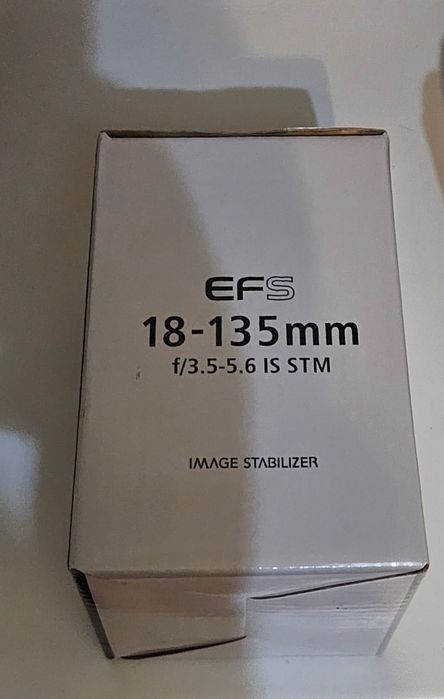 EFS
18-135mm
f/3.5-5.6 IS STM
IMAGE STABILIZER